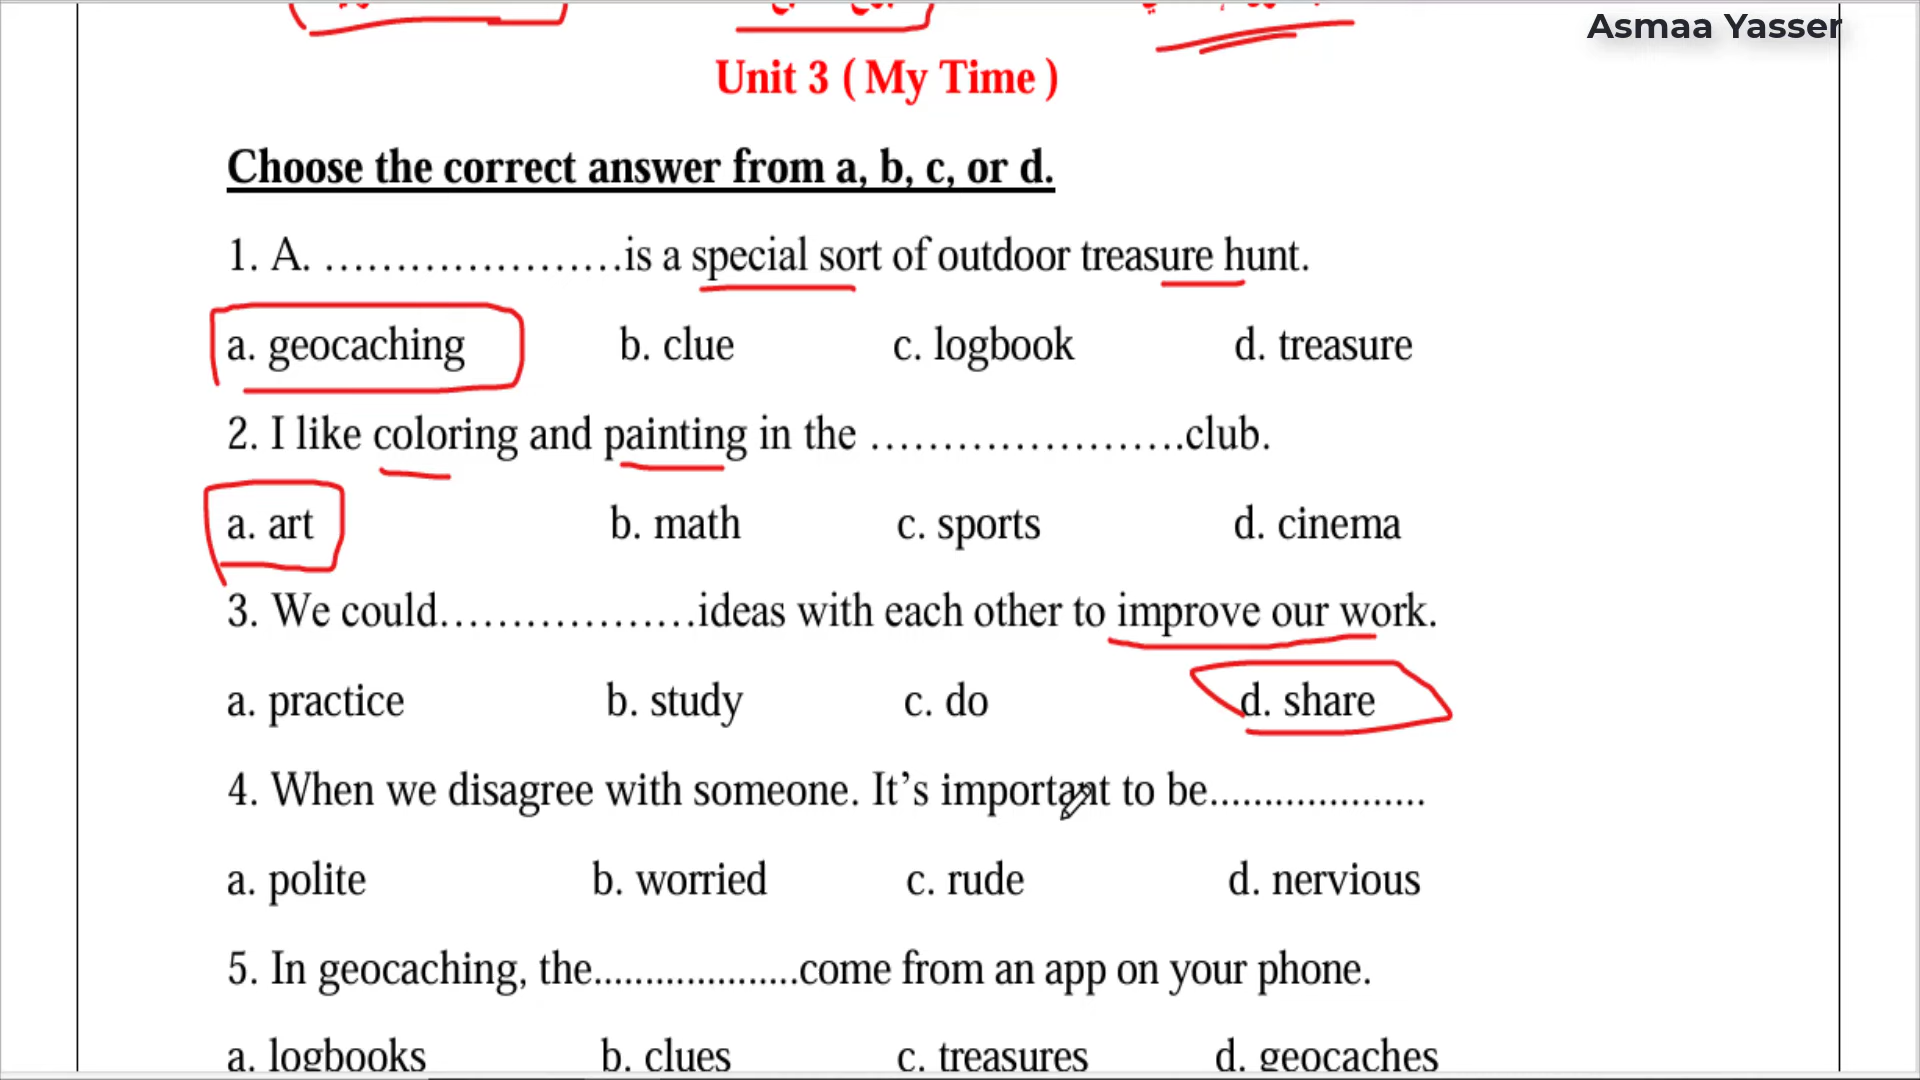 Asmaa Yasser
Unit 3 ( My Time )
Choose the correct answer from a, b, c, or d.
1. A. …………………is a special sort of outdoor treasure hunt.
a. geocaching b. clue c. logbook d. treasure
2. I like coloring and painting in the ………………….club.
a. art b. math c. sports d. cinema
3. We could………………ideas with each other to improve our work.
a. practice b. study c. do d. share
4. When we disagree with someone. It’s important to be....................
a. polite b. worried c. rude d. nervious
5. In geocaching, the...................come from an app on your phone.
a. logbooks b. clues c. treasures d. geocaches